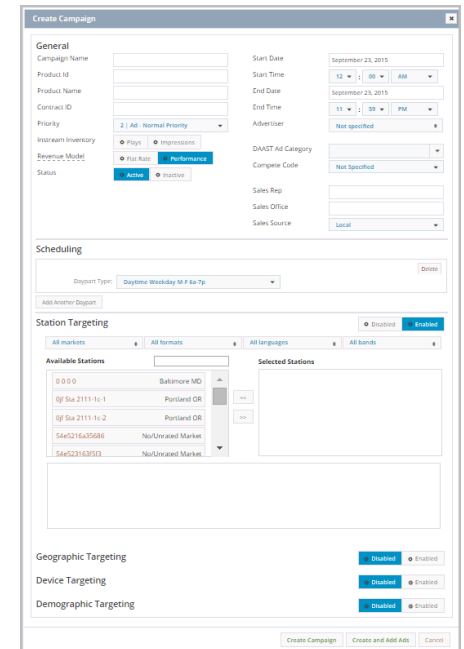 Create Campaign
General
Campaign Name
Product Id
Product Name
Contract ID
Priority 2 | Ad - Normal Priority
Instream Inventory Plays Impressions
Revenue Model Flat Rate Performance
Status Active Inactive
Start Date September 23, 2015
Start Time 12 : 00 AM
End Date September 23, 2015
End Time 11 : 59 PM
Advertiser Not specified
DAAST Ad Category
Compete Code Not Specified
Sales Rep
Sales Office
Sales Source Local
Scheduling
Delete
Daypart Type: Daytime Weekday M-F 6a-7p
Add Another Daypart
Station Targeting Disabled Enabled
All markets All formats All languages All bands
Available Stations Selected Stations
0 0 0 0 Baltimore MD
0jf Sta 2111-1c-1 Portland OR
0jf Sta 2111-1c-2 Portland OR
54e5216a35686 No/Unrated Market
54e523163f5f3 No/Unrated Market
<<
>>
Geographic Targeting Disabled Enabled
Device Targeting Disabled Enabled
Demographic Targeting Disabled Enabled
Create Campaign Create and Add Ads Cancel